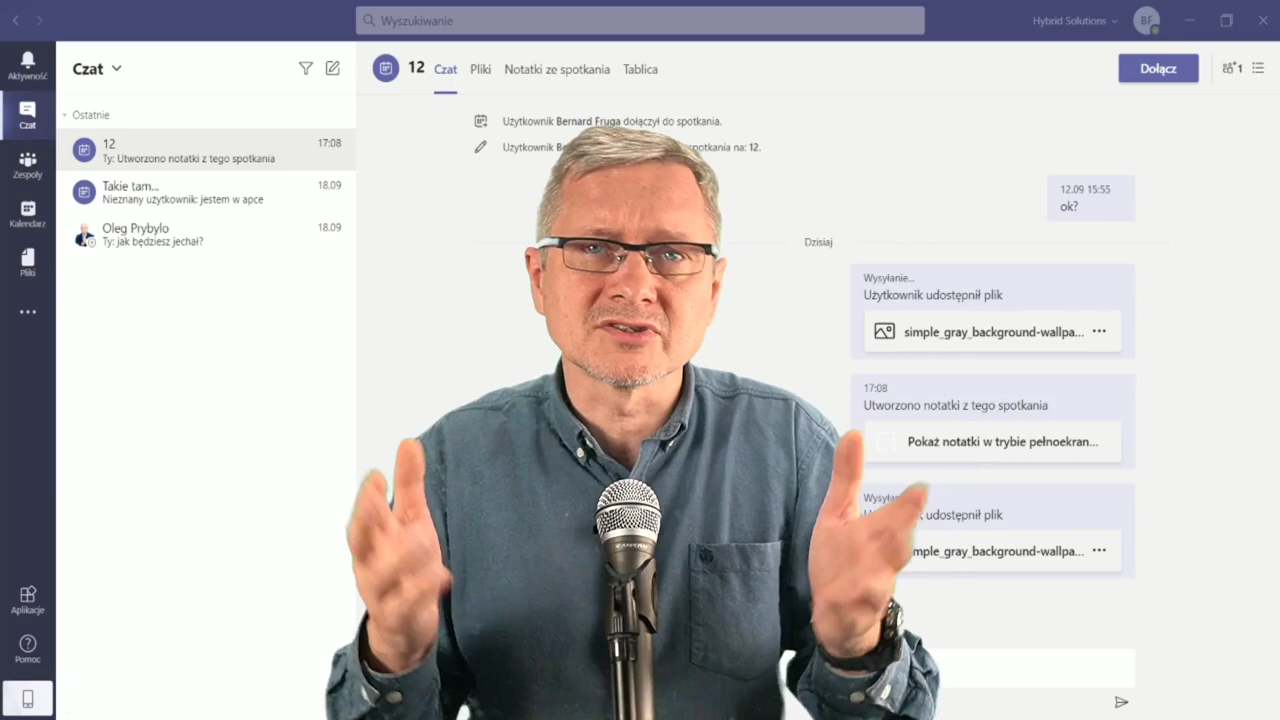 Wyszukiwanie
Hybrid Solutions
BF
Aktywność
Czat
Zespoły
Kalendarz
Pliki
Aplikacje
Pomoc
Czat
Ostatnie
12
17:08
Ty: Utworzono notatki z tego spotkania
Takie tam...
18.09
Nieznany użytkownik: jestem w apce
Oleg Prybylo
18.09
Ty: jak będziesz jechał?
12 Czat Pliki Notatki ze spotkania Tablica
Dołącz
1
Użytkownik Bernard Fruga dołączył do spotkania.
Użytkownik spotkania na: 12.
12.09 15:55
ok?
Dzisiaj
Wysyłanie...
Użytkownik udostępnił plik
simple_gray_background-wallpa...
17:08
Utworzono notatki z tego spotkania
Pokaż notatki w trybie pełnoekran...
udostępnił plik
mple_gray_background-wallpa...
SAMSON